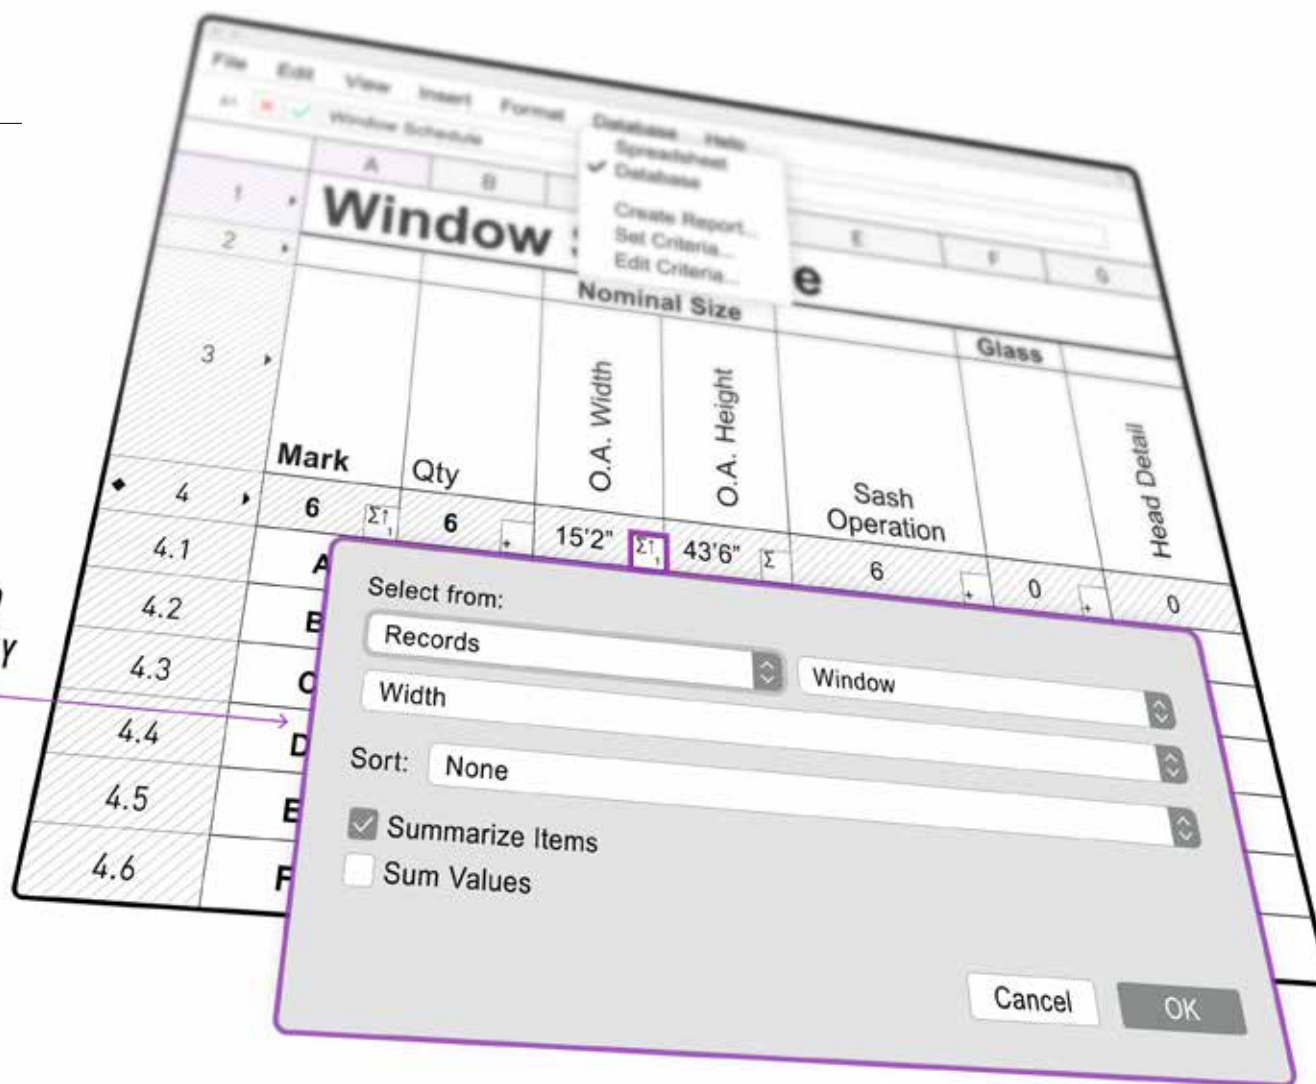 File Edit View Insert Format Database Help
Window Schedule
Spreadsheet
Database
Create Report...
Set Criteria...
Edit Criteria...
A B E F G
1 Window e
2 Nominal Size Glass
3 Mark Qty O.A. Width O.A. Height Sash Operation Head Detail
4 6 Σ↑1 6 + 15'2" Σ↑1 43'6" Σ 6 + 0 + 0
4.1 A
4.2 B
4.3 C
4.4 D
4.5 E
4.6 F
Y
Select from:
Records Window
Width
Sort: None
Summarize Items
Sum Values
Cancel OK